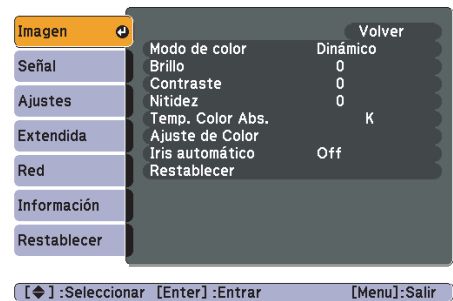 Imagen
Señal
Ajustes
Extendida
Red
Información
Restablecer
Volver
Modo de color Dinámico
Brillo 0
Contraste 0
Nitidez 0
Temp. Color Abs. K
Ajuste de Color
Iris automático Off
Restablecer
[◆] :Seleccionar [Enter] :Entrar [Menu]:Salir